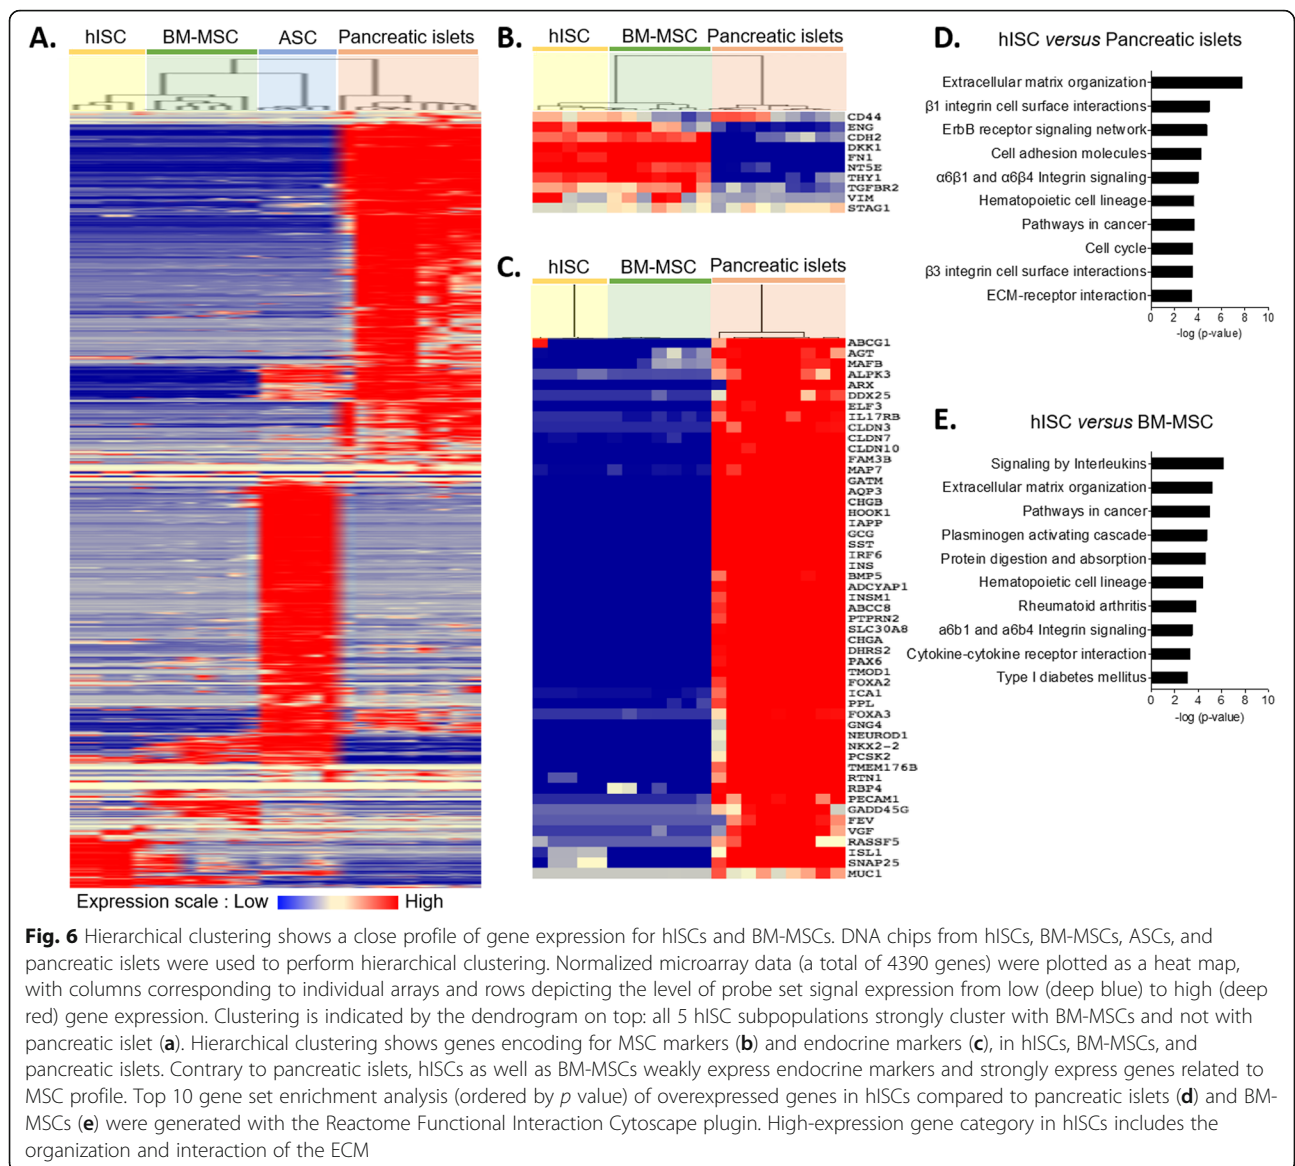 A.
hISC BM-MSC ASC Pancreatic islets
Expression scale : Low High
B.
hISC BM-MSC Pancreatic islets
CD44
ENG
CDH2
DKK1
FN1
NT5E
THY1
TGFBR2
VIM
STAG1
C.
hISC BM-MSC Pancreatic islets
ABCG1
AGT
MAFB
ALPK3
ARX
DDX25
ELF3
IL17RB
CLDN3
CLDN7
CLDN10
FAM3B
MAP7
GATM
AQP3
CHGB
HOOK1
IAPP
GCG
SST
IRF6
INS
BMP5
ADCYAP1
INSM1
ABCC8
PTPRN2
SLC30A8
CHGA
DHRS2
PAX6
TMOD1
FOXA2
ICA1
PPL
FOXA3
GNG4
NEUROD1
NKX2-2
PCSK2
TMEM176B
RTN1
RBP4
PECAM1
GADD45G
FEV
VGF
RASSF5
ISL1
SNAP25
MUC1
D.
hISC versus Pancreatic islets
Extracellular matrix organization
β1 integrin cell surface interactions
ErbB receptor signaling network
Cell adhesion molecules
α6β1 and α6β4 Integrin signaling
Hematopoietic cell lineage
Pathways in cancer
Cell cycle
β3 integrin cell surface interactions
ECM-receptor interaction
0 2 4 6 8 10
-log (p-value)
E.
hISC versus BM-MSC
Signaling by Interleukins
Extracellular matrix organization
Pathways in cancer
Plasminogen activating cascade
Protein digestion and absorption
Hematopoietic cell lineage
Rheumatoid arthritis
a6b1 and a6b4 Integrin signaling
Cytokine-cytokine receptor interaction
Type I diabetes mellitus
0 2 4 6 8 10
-log (p-value)
Fig. 6 Hierarchical clustering shows a close profile of gene expression for hISCs and BM-MSCs. DNA chips from hISCs, BM-MSCs, ASCs, and
pancreatic islets were used to perform hierarchical clustering. Normalized microarray data (a total of 4390 genes) were plotted as a heat map,
with columns corresponding to individual arrays and rows depicting the level of probe set signal expression from low (deep blue) to high (deep
red) gene expression. Clustering is indicated by the dendrogram on top: all 5 hISC subpopulations strongly cluster with BM-MSCs and not with
pancreatic islet (a). Hierarchical clustering shows genes encoding for MSC markers (b) and endocrine markers (c), in hISCs, BM-MSCs, and
pancreatic islets. Contrary to pancreatic islets, hISCs as well as BM-MSCs weakly express endocrine markers and strongly express genes related to
MSC profile. Top 10 gene set enrichment analysis (ordered by p value) of overexpressed genes in hISCs compared to pancreatic islets (d) and BM-
MSCs (e) were generated with the Reactome Functional Interaction Cytoscape plugin. High-expression gene category in hISCs includes the
organization and interaction of the ECM